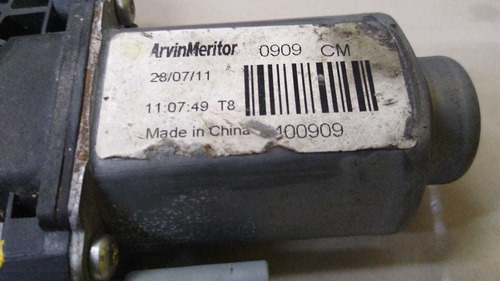 ArvinMeritor 0909 CM
28/07/11
11:07:49 T8
Made in China 400909